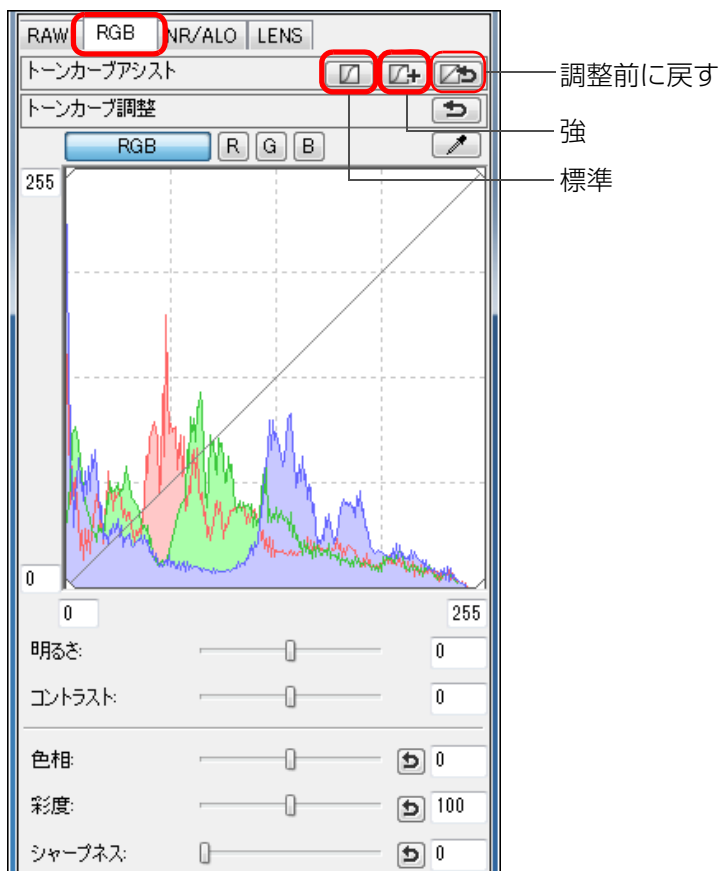 RAW RGB NR/ALO LENS
トーンカーブアシスト
調整前に戻す
トーンカーブ調整
強
RGB R G B
標準
255
0
0 255
明るさ: 0
コントラスト: 0
色相: 0
彩度: 100
シャープネス: 0